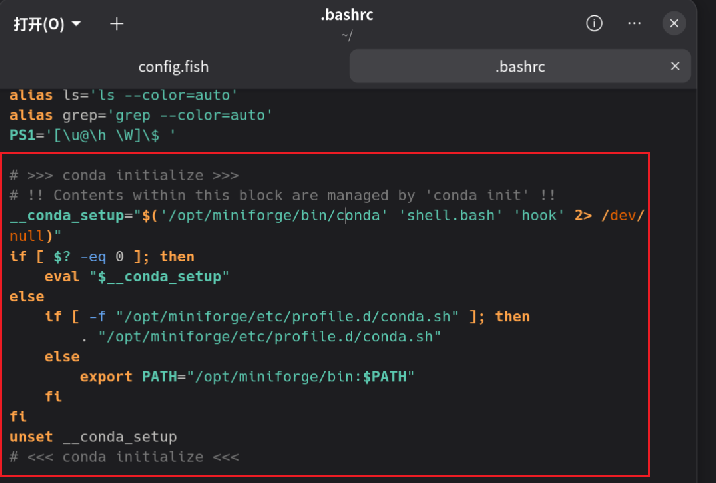 打开(O)
.bashrc
~/
config.fish
.bashrc
alias ls='ls --color=auto'
alias grep='grep --color=auto'
PS1='[\u@\h \W]\$ '
# >>> conda initialize >>>
# !! Contents within this block are managed by 'conda init' !!
__conda_setup="$('/opt/miniforge/bin/conda' 'shell.bash' 'hook' 2> /dev/
null)"
if [ $? -eq 0 ]; then
    eval "$__conda_setup"
else
    if [ -f "/opt/miniforge/etc/profile.d/conda.sh" ]; then
        . "/opt/miniforge/etc/profile.d/conda.sh"
    else
        export PATH="/opt/miniforge/bin:$PATH"
    fi
fi
unset __conda_setup
# <<< conda initialize <<<